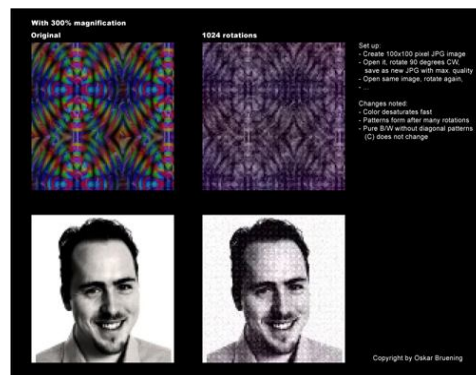 With 300% magnification
Original
1024 rotations
Set up:
- Create 100x100 pixel JPG image
- Open it, rotate 90 degrees CW,
save as new JPG with max. quality
- Open same image, rotate again,
- ...
Changes noted:
- Color desaturates fast
- Patterns form after many rotations
- Pure B/W without diagonal patterns
(C) does not change
Copyright by Oskar Bruening